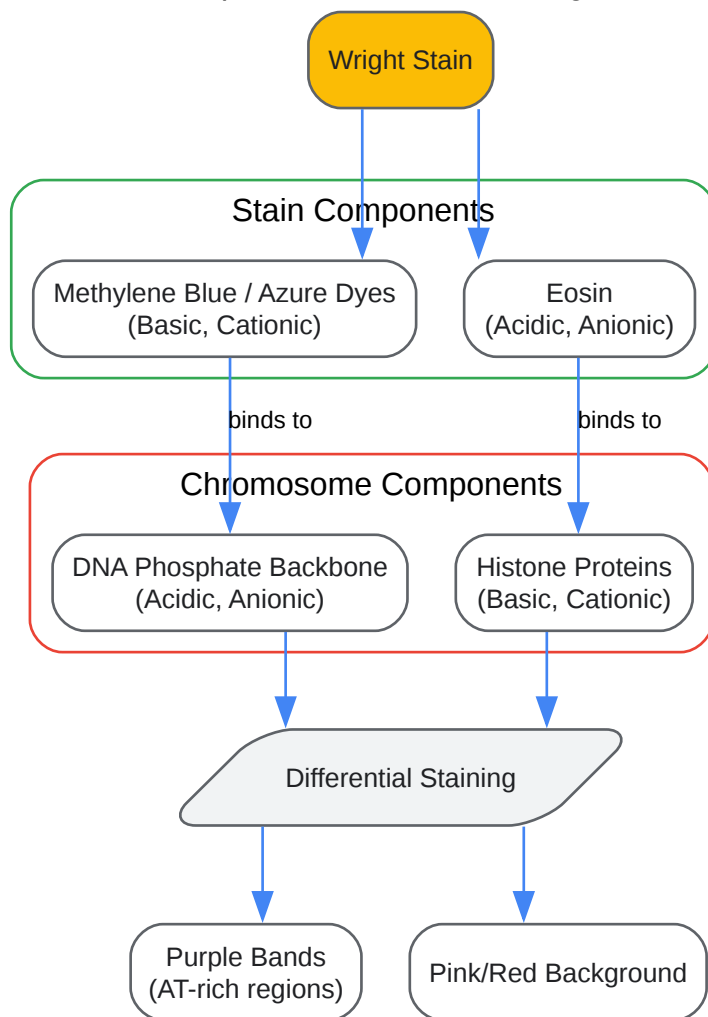 Wright Stain
Stain Components
Methylene Blue / Azure Dyes
(Basic, Cationic)
Eosin
(Acidic, Anionic)
binds to
binds to
Chromosome Components
DNA Phosphate Backbone
(Acidic, Anionic)
Histone Proteins
(Basic, Cationic)
Differential Staining
Purple Bands
(AT-rich regions)
Pink/Red Background